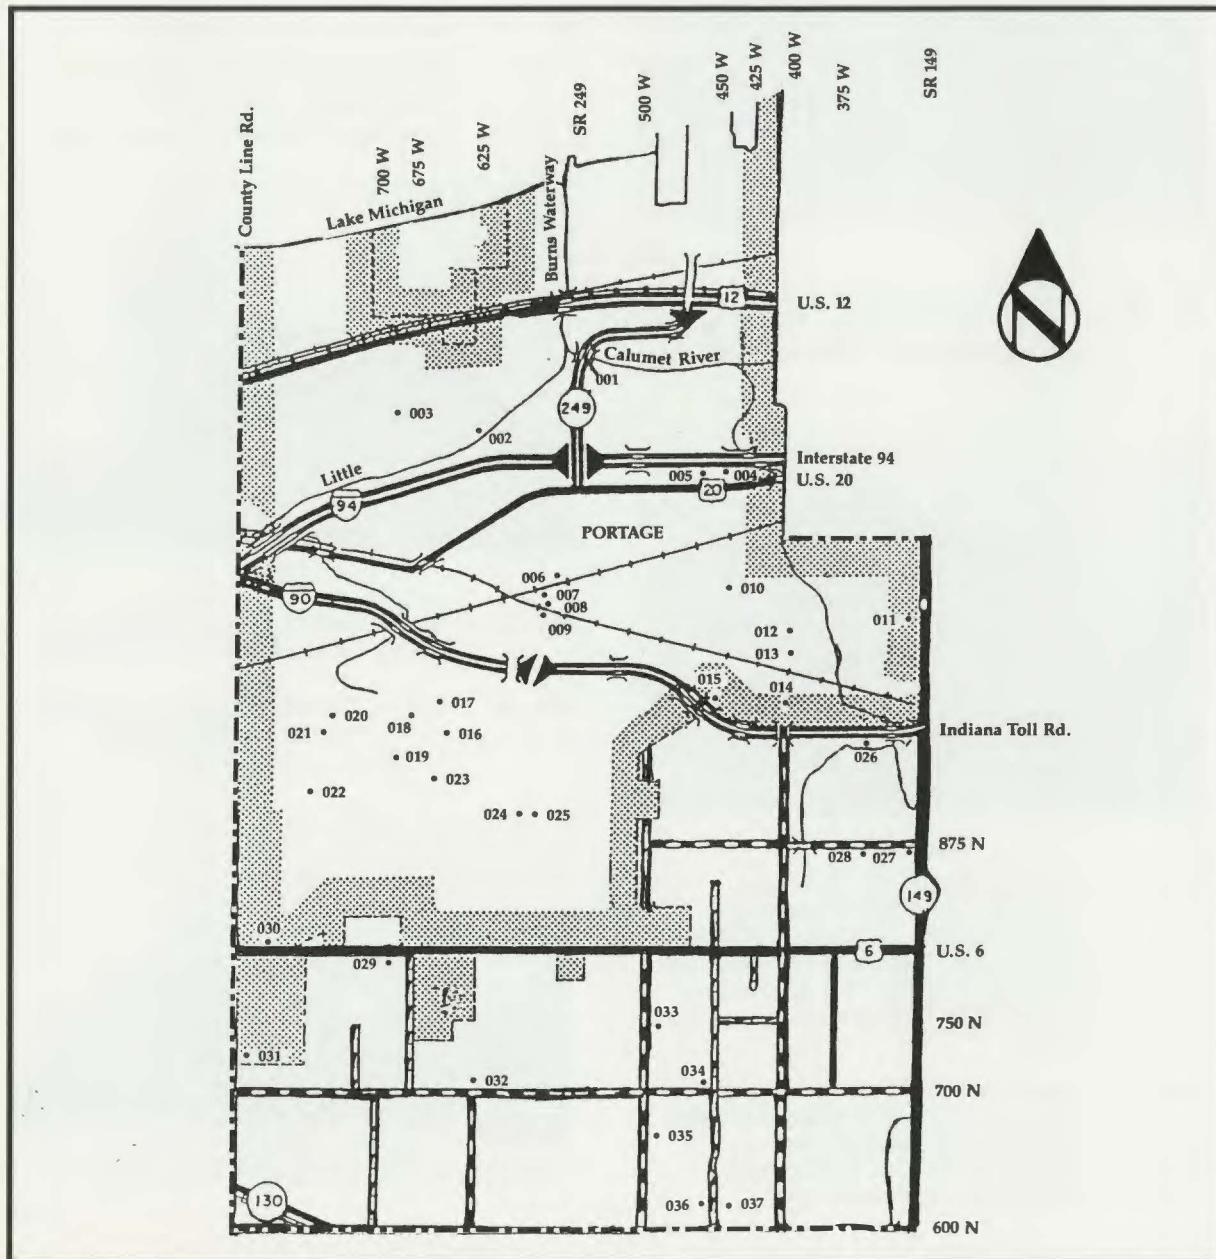 County Line Rd.
700 W
675 W
625 W
SR 249
500 W
450 W
425 W
400 W
375 W
SR 149
Lake Michigan
Burns Waterway
12
U.S. 12
Calumet River
001
249
003
002
Little
94
Interstate 94
005
004
20
U.S. 20
PORTAGE
90
006
007
008
009
010
011
012
013
015
014
017
020
018
021
016
019
023
022
024
025
Indiana Toll Rd.
026
875 N
028
027
149
030
6
U.S. 6
029
033
750 N
031
032
034
700 N
035
130
036
037
600 N
N